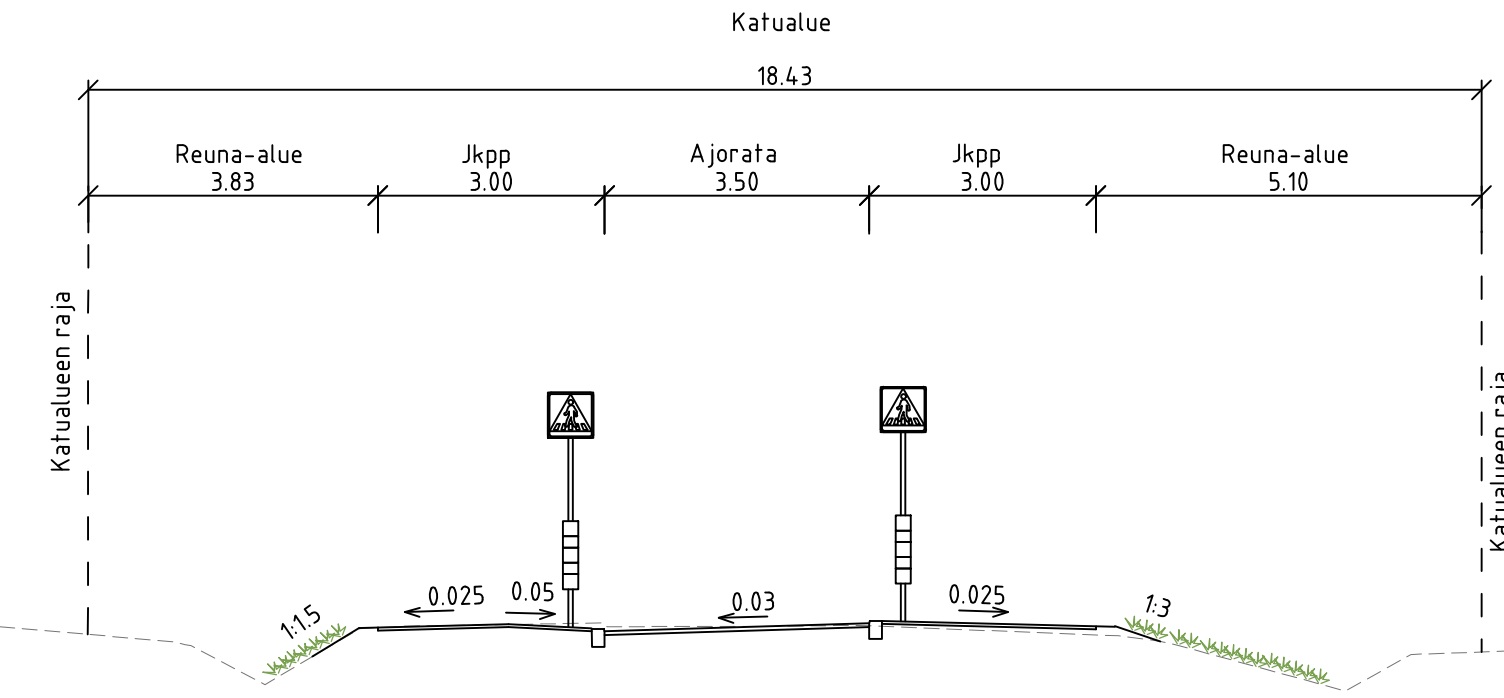 Katualue
18.43
Reuna-alue
3.83
Jkpp
3.00
Ajorata
3.50
Jkpp
3.00
Reuna-alue
5.10
Katualueen raja
Katualueen raja
1:1.5
0.025
0.05
0.03
0.025
1:3